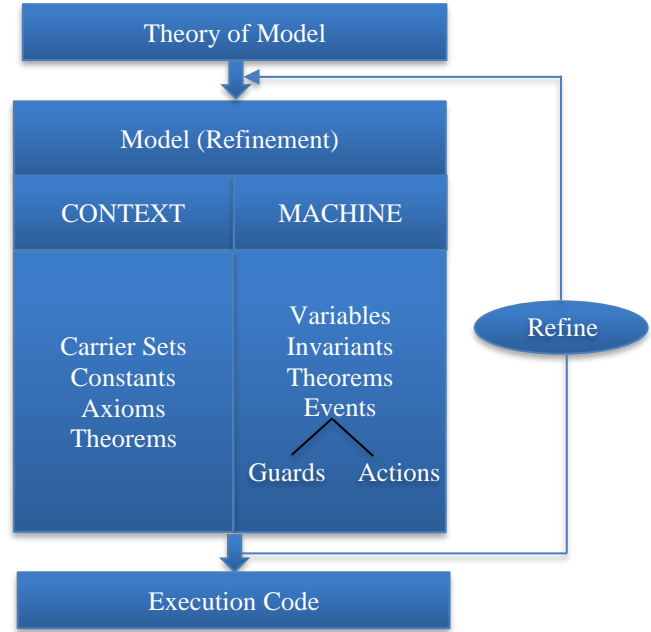 Theory of Model
Model (Refinement)
CONTEXT
MACHINE
Carrier Sets
Constants
Axioms
Theorems
Variables
Invariants
Theorems
Events
Guards
Actions
Refine
Execution Code